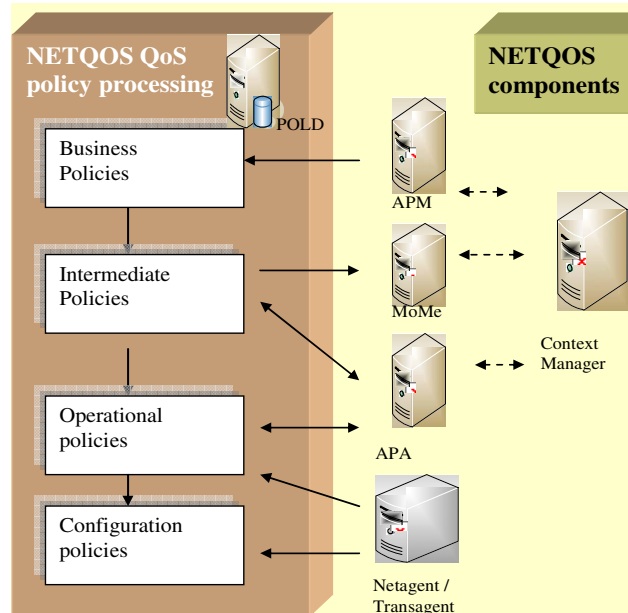 NETQOS QoS
policy processing
POLD
NETQOS
components
Business
Policies
APM
Intermediate
Policies
MoMe
Context
Manager
Operational
policies
APA
Configuration
policies
Netagent /
Transagent